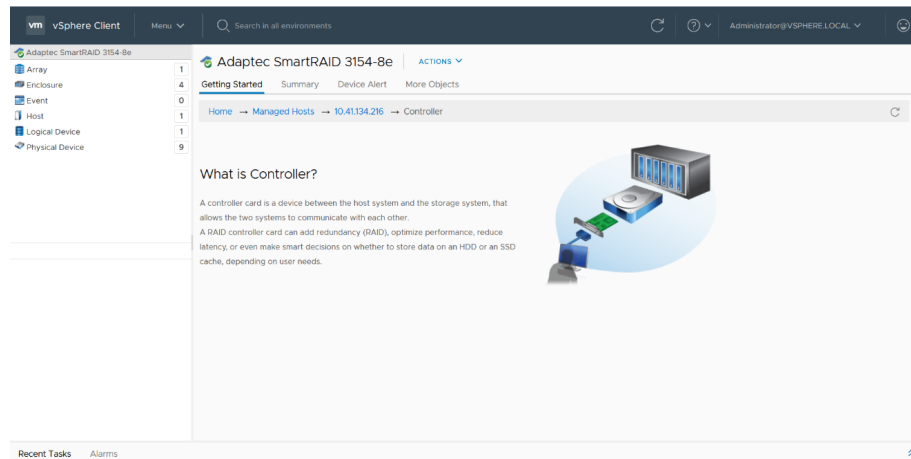 vm vSphere Client Menu Search in all environments Administrator@VSPHERE.LOCAL
Adaptec SmartRAID 3154-8e
Array 1
Enclosure 4
Event 0
Host 1
Logical Device 1
Physical Device 9
Adaptec SmartRAID 3154-8e ACTIONS
Getting Started Summary Device Alert More Objects
Home → Managed Hosts → 10.41.134.216 → Controller
What is Controller?
A controller card is a device between the host system and the storage system, that
allows the two systems to communicate with each other.
A RAID controller card can add redundancy (RAID), optimize performance, reduce
latency, or even make smart decisions on whether to store data on an HDD or an SSD
cache, depending on user needs.
Recent Tasks Alarms